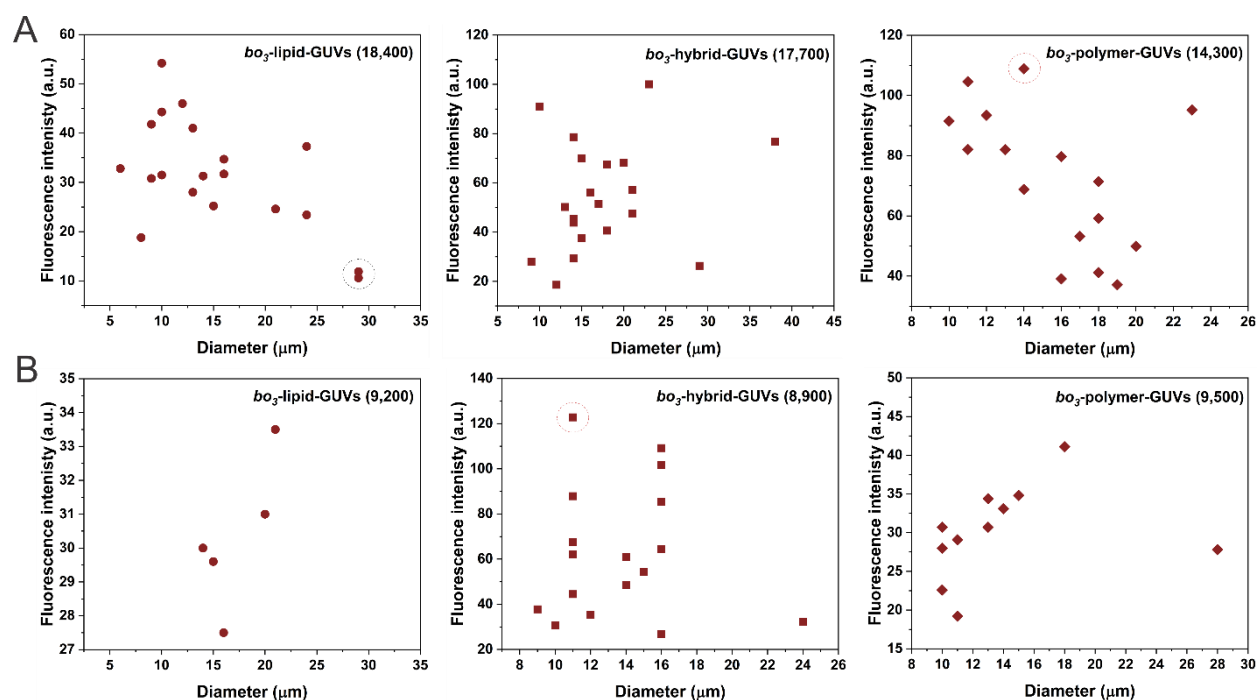 A
bo₃-lipid-GUVs (18,400)
Fluorescence intenisty (a.u.)
60
50
40
30
20
10
5 10 15 20 25 30 35
Diameter (μm)
bo₃-hybrid-GUVs (17,700)
Fluorescence intenisty (a.u.)
120
100
80
60
40
20
5 10 15 20 25 30 35 40 45
Diameter (μm)
bo₃-polymer-GUVs (14,300)
Fluorescence intenisty (a.u.)
120
100
80
60
40
8 10 12 14 16 18 20 22 24 26
Diameter (μm)
B
bo₃-lipid-GUVs (9,200)
Fluorescence intenisty (a.u.)
35
34
33
32
31
30
29
28
27
5 10 15 20 25 30 35
Diameter (μm)
bo₃-hybrid-GUVs (8,900)
Fluorescence intenisty (a.u.)
140
120
100
80
60
40
20
8 10 12 14 16 18 20 22 24 26
Diameter (μm)
bo₃-polymer-GUVs (9,500)
Fluorescence intenisty (a.u.)
50
45
40
35
30
25
20
15
8 10 12 14 16 18 20 22 24 26 28 30
Diameter (μm)